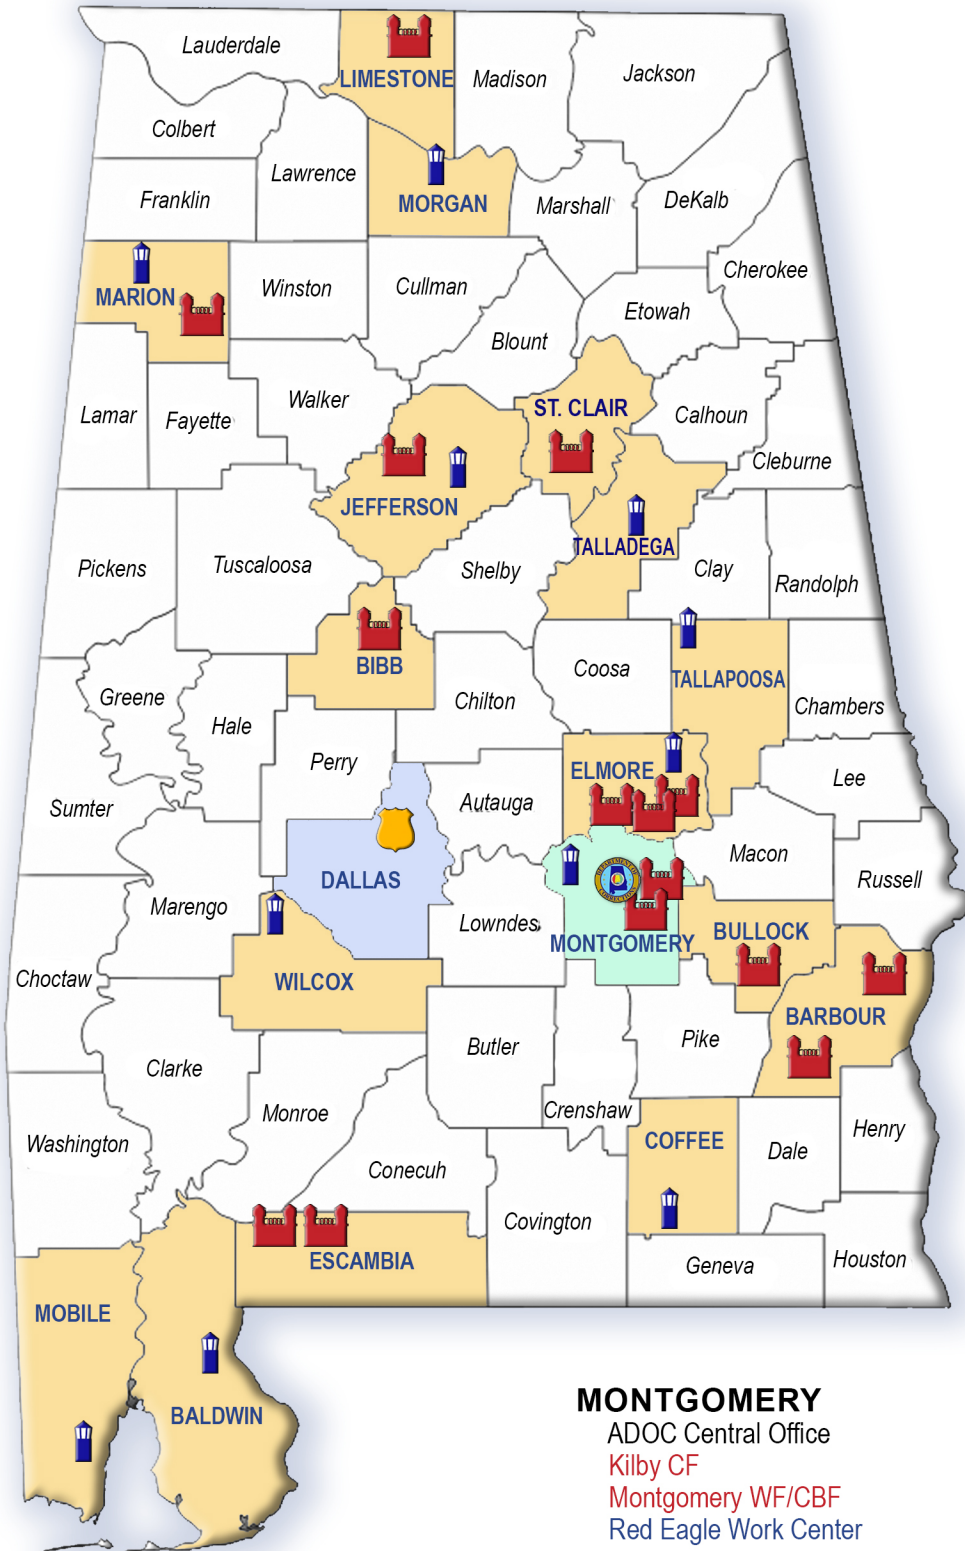 Lauderdale
LIMESTONE
Madison
Jackson
Colbert
Lawrence
Franklin
MORGAN
Marshall
DeKalb
Cherokee
MARION
Winston
Cullman
Etowah
Blount
Lamar
Fayette
Walker
ST. CLAIR
Calhoun
Cleburne
JEFFERSON
TALLADEGA
Pickens
Tuscaloosa
Shelby
Clay
Randolph
BIBB
Coosa
TALLAPOOSA
Greene
Hale
Chilton
Chambers
Perry
ELMORE
Lee
Sumter
Autauga
Macon
DALLAS
Russell
Marengo
Lowndes
MONTGOMERY
BULLOCK
Choctaw
WILCOX
BARBOUR
Clarke
Butler
Pike
Monroe
Crenshaw
Washington
COFFEE
Dale
Henry
Conecuh
Covington
ESCAMBIA
Geneva
Houston
MOBILE
BALDWIN
MONTGOMERY
ADOC Central Office
Kilby CF
Montgomery WF/CBF
Red Eagle Work Center